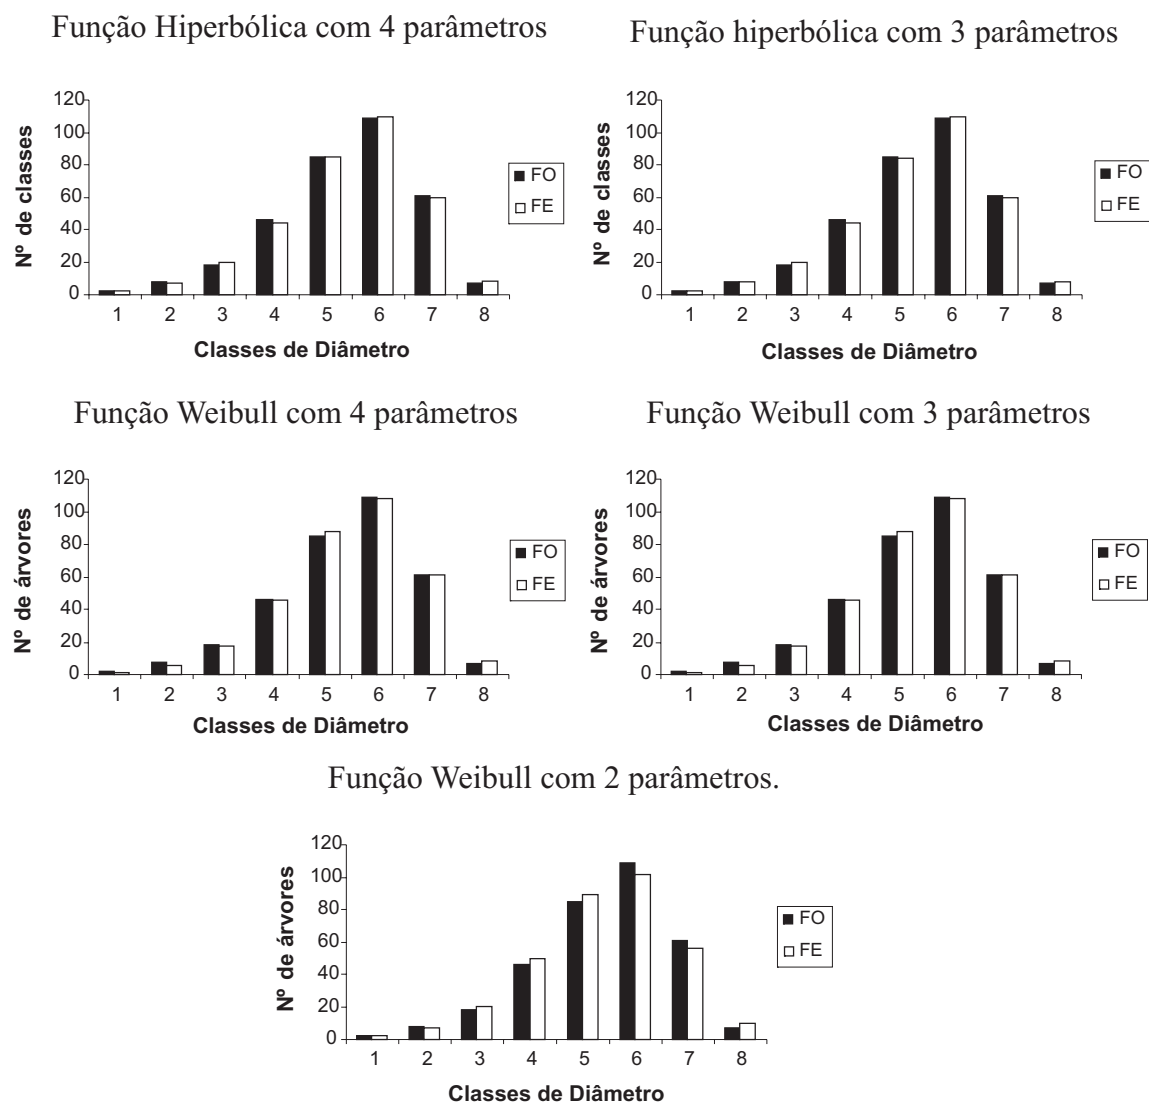 Função Hiperbólica com 4 parâmetros
Nº de classes
120
100
80
60
40
20
0
1 2 3 4 5 6 7 8
Classes de Diâmetro
FO
FE
Função hiperbólica com 3 parâmetros
Nº de classes
120
100
80
60
40
20
0
1 2 3 4 5 6 7 8
Classes de Diâmetro
FO
FE
Função Weibull com 4 parâmetros
Nº de árvores
120
100
80
60
40
20
0
1 2 3 4 5 6 7 8
Classes de Diâmetro
FO
FE
Função Weibull com 3 parâmetros
Nº de árvores
120
100
80
60
40
20
0
1 2 3 4 5 6 7 8
Classes de Diâmetro
FO
FE
Função Weibull com 2 parâmetros.
Nº de árvores
120
100
80
60
40
20
0
1 2 3 4 5 6 7 8
Classes de Diâmetro
FO
FE